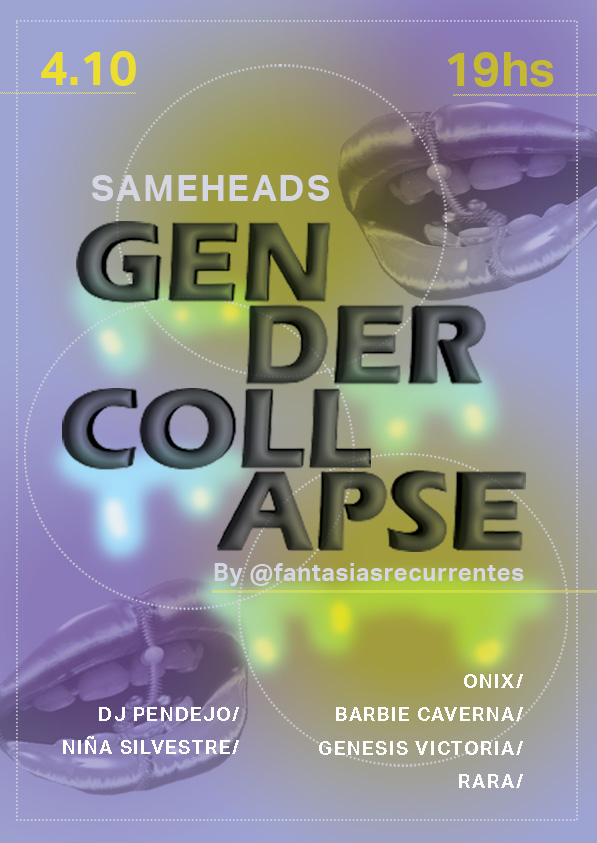 4.10
19hs
SAMEHEADS
GEN
DER
COLL
APSE
By @fantasiasrecurrentes
ONIX/
DJ PENDEJO/
BARBIE CAVERNA/
NIÑA SILVESTRE/
GENESIS VICTORIA/
RARA/